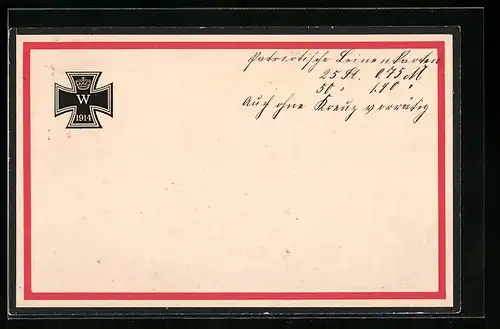 W
1914
Patriotische Leinenkarten
25 St. 0.75 M
50 " 1.40 "
Auch ohne Kreuz vorrätig